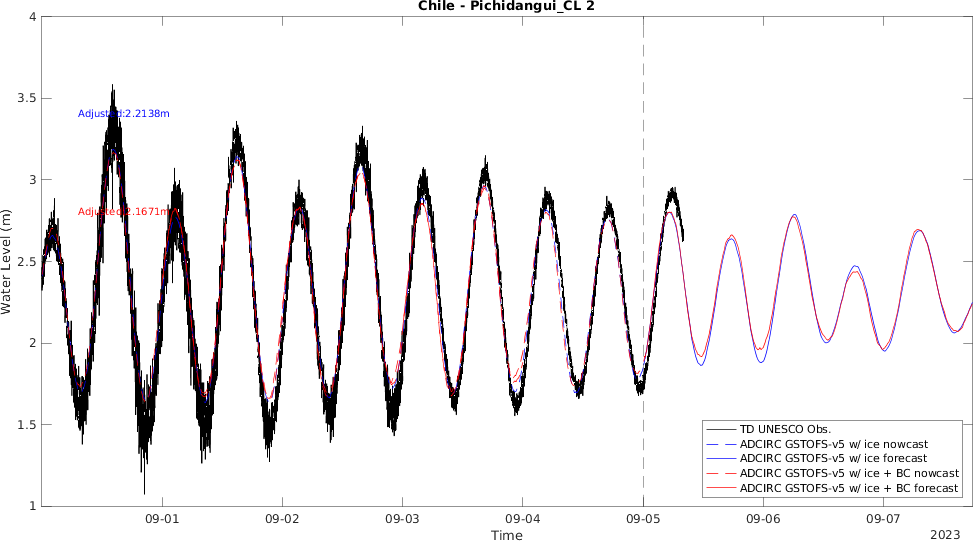 Chile - Pichidangui_CL 2
4
3.5
3
2.5
2
1.5
1
Water Level (m)
Adjusted:2.2138m
Adjusted:2.1671m
TD UNESCO Obs.
ADCIRC GSTOFS-v5 w/ ice nowcast
ADCIRC GSTOFS-v5 w/ ice forecast
ADCIRC GSTOFS-v5 w/ ice + BC nowcast
ADCIRC GSTOFS-v5 w/ ice + BC forecast
09-01 09-02 09-03 09-04 09-05 09-06 09-07
Time
2023